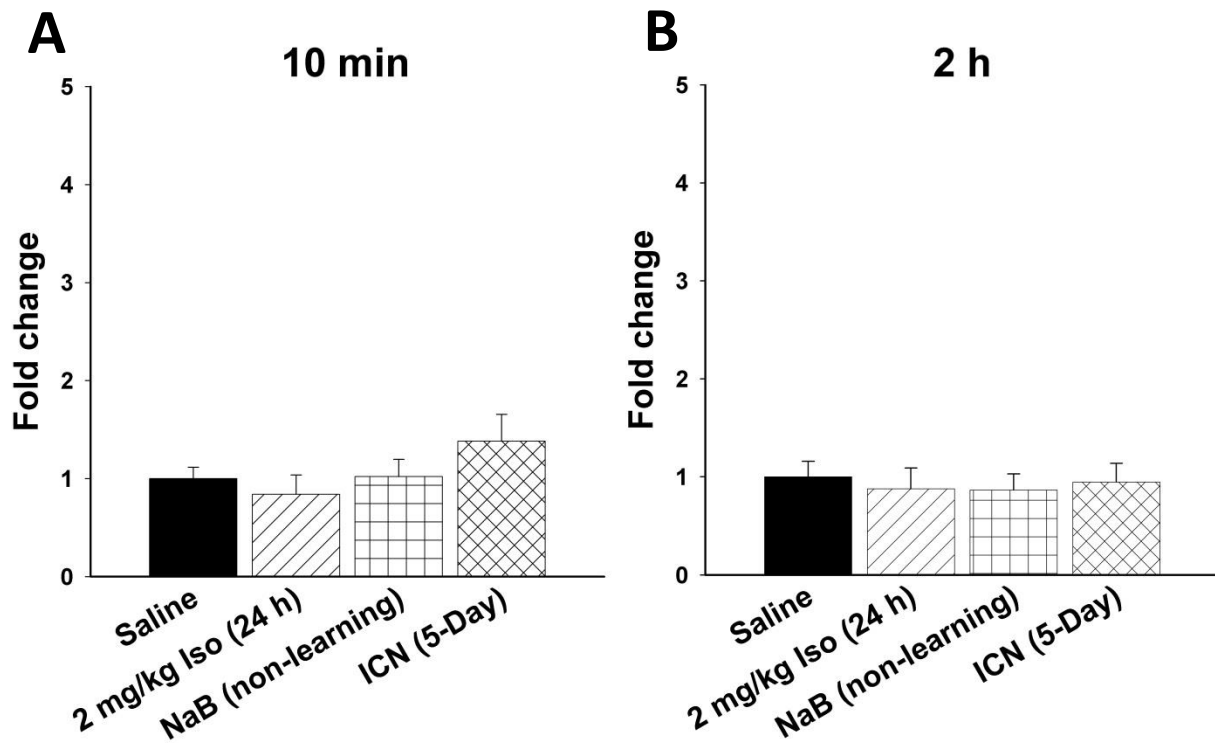 A
10 min
Fold change
5
4
3
2
1
0
Saline
2 mg/kg Iso (24 h)
NaB (non-learning)
ICN (5-Day)
B
2 h
Fold change
5
4
3
2
1
0
Saline
2 mg/kg Iso (24 h)
NaB (non-learning)
ICN (5-Day)